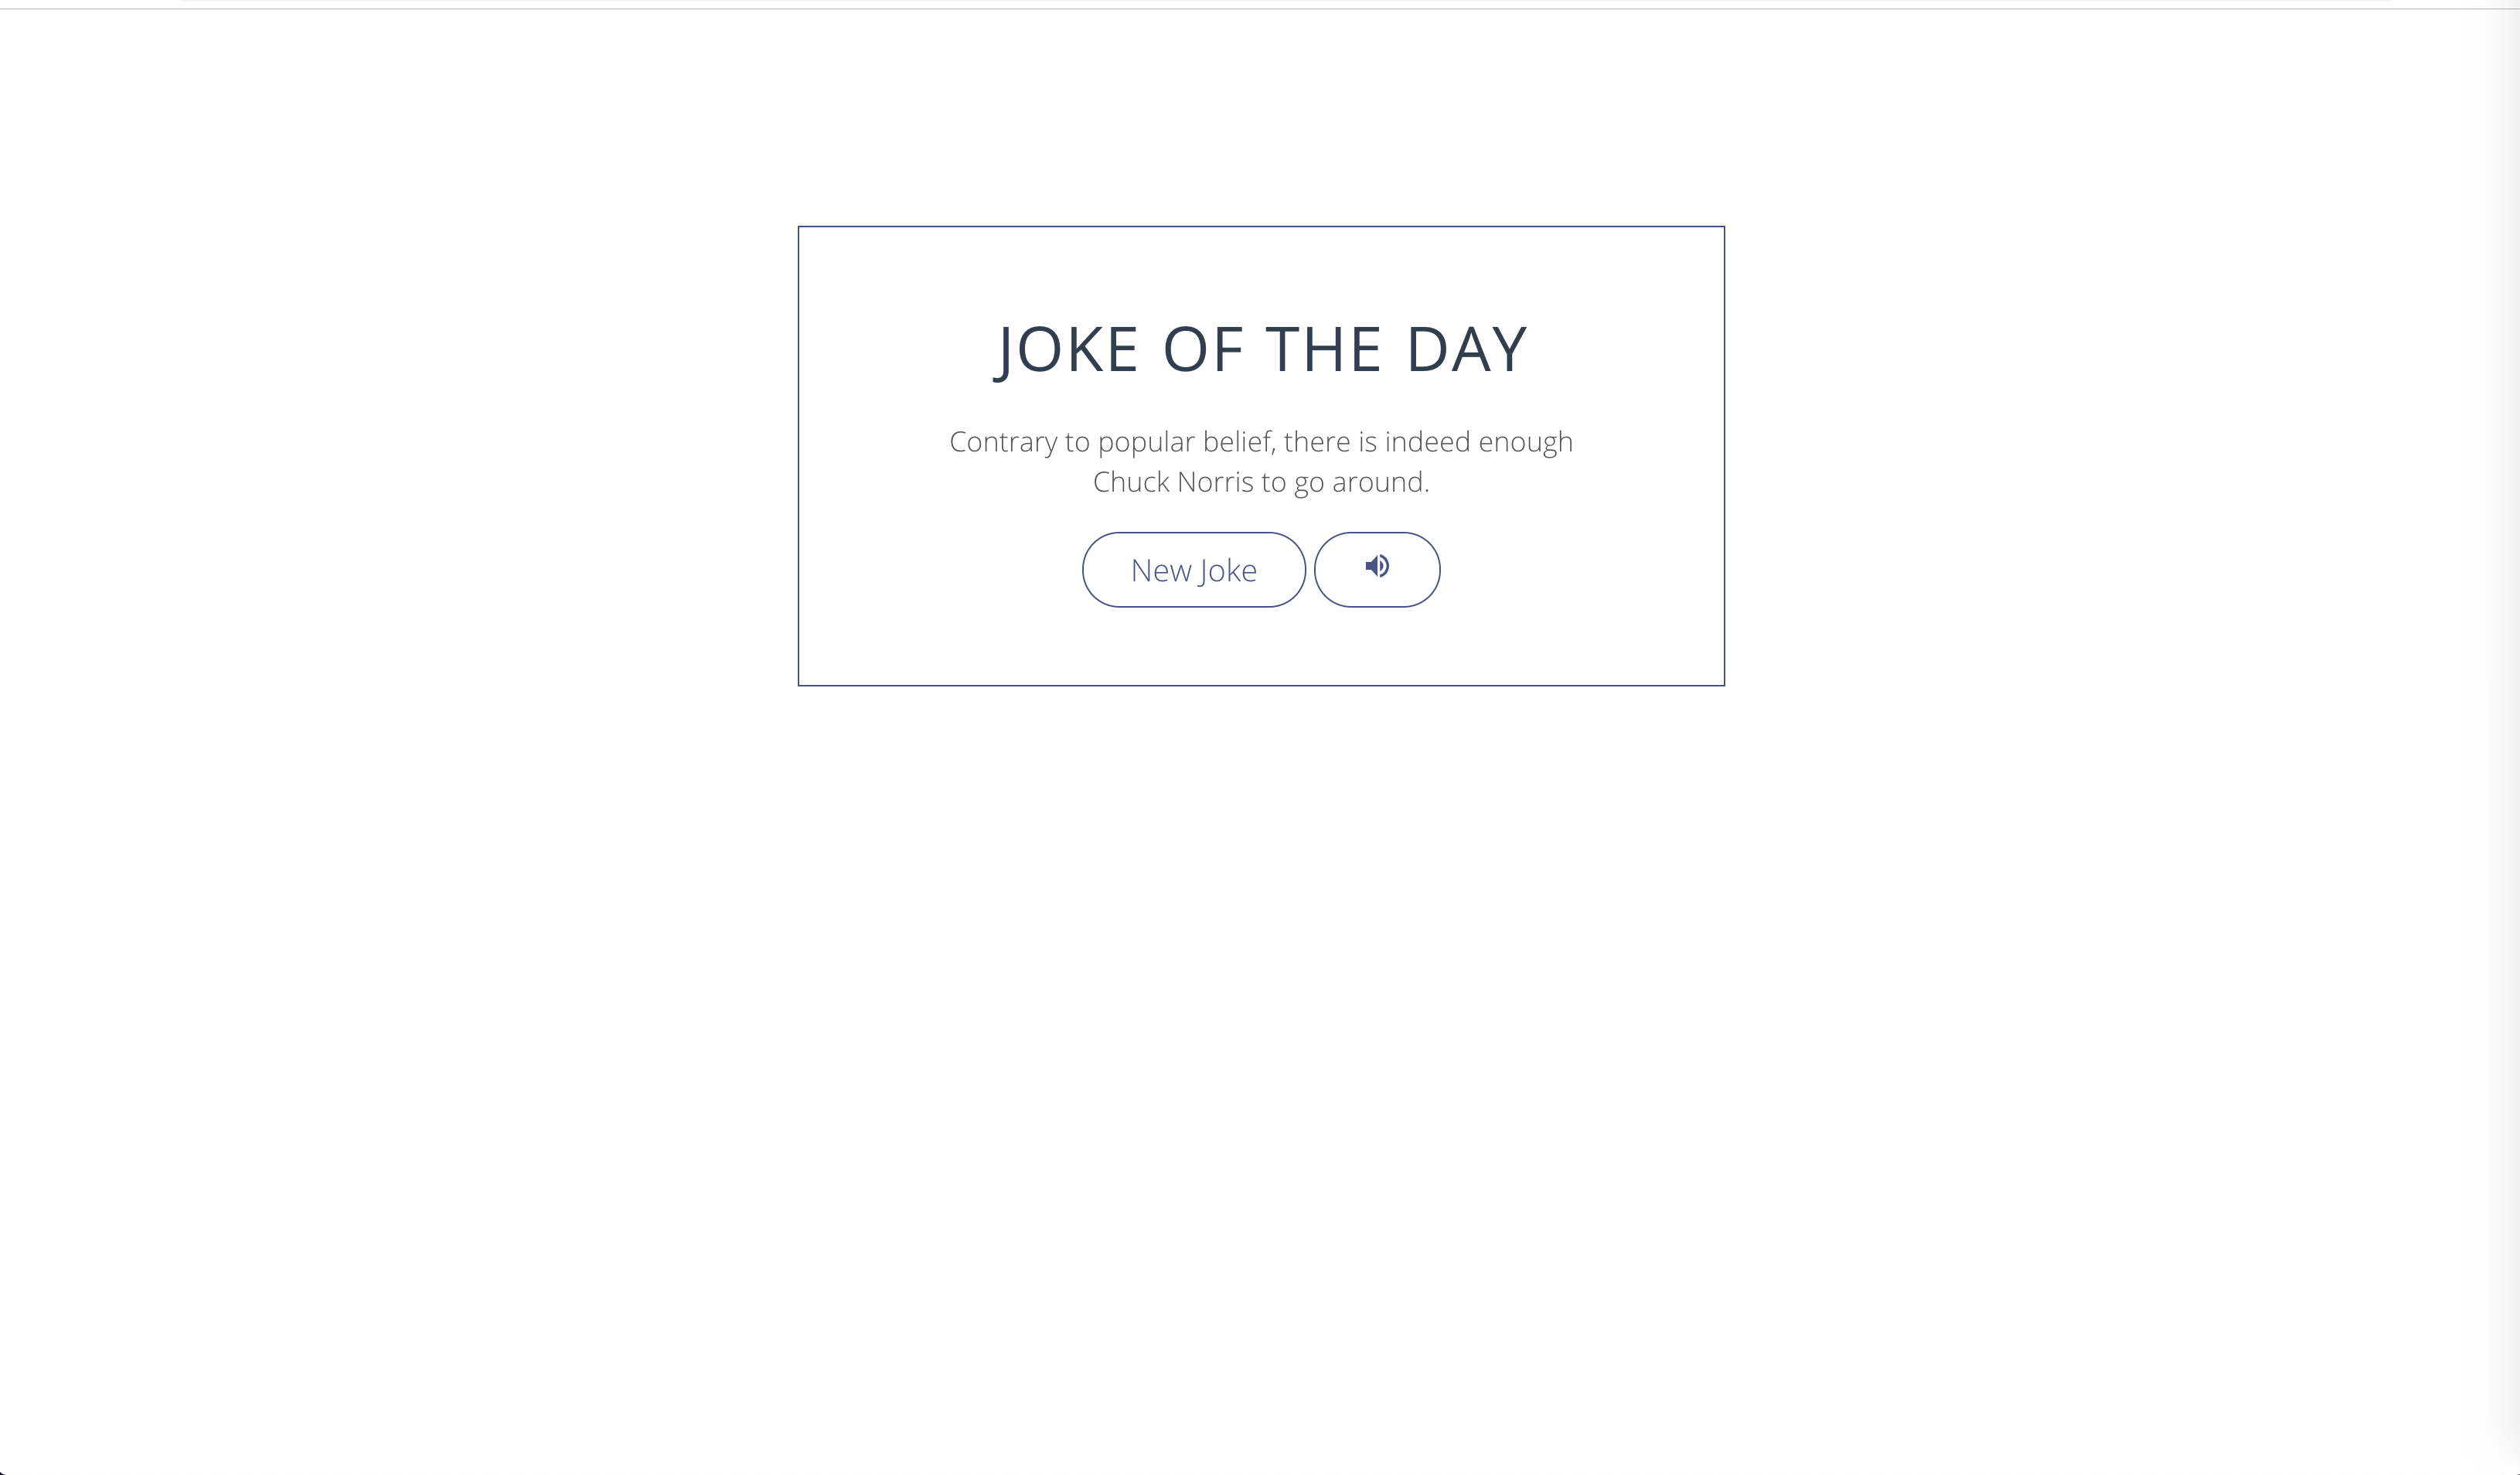 JOKE OF THE DAY
Contrary to popular belief, there is indeed enough
Chuck Norris to go around.
New Joke